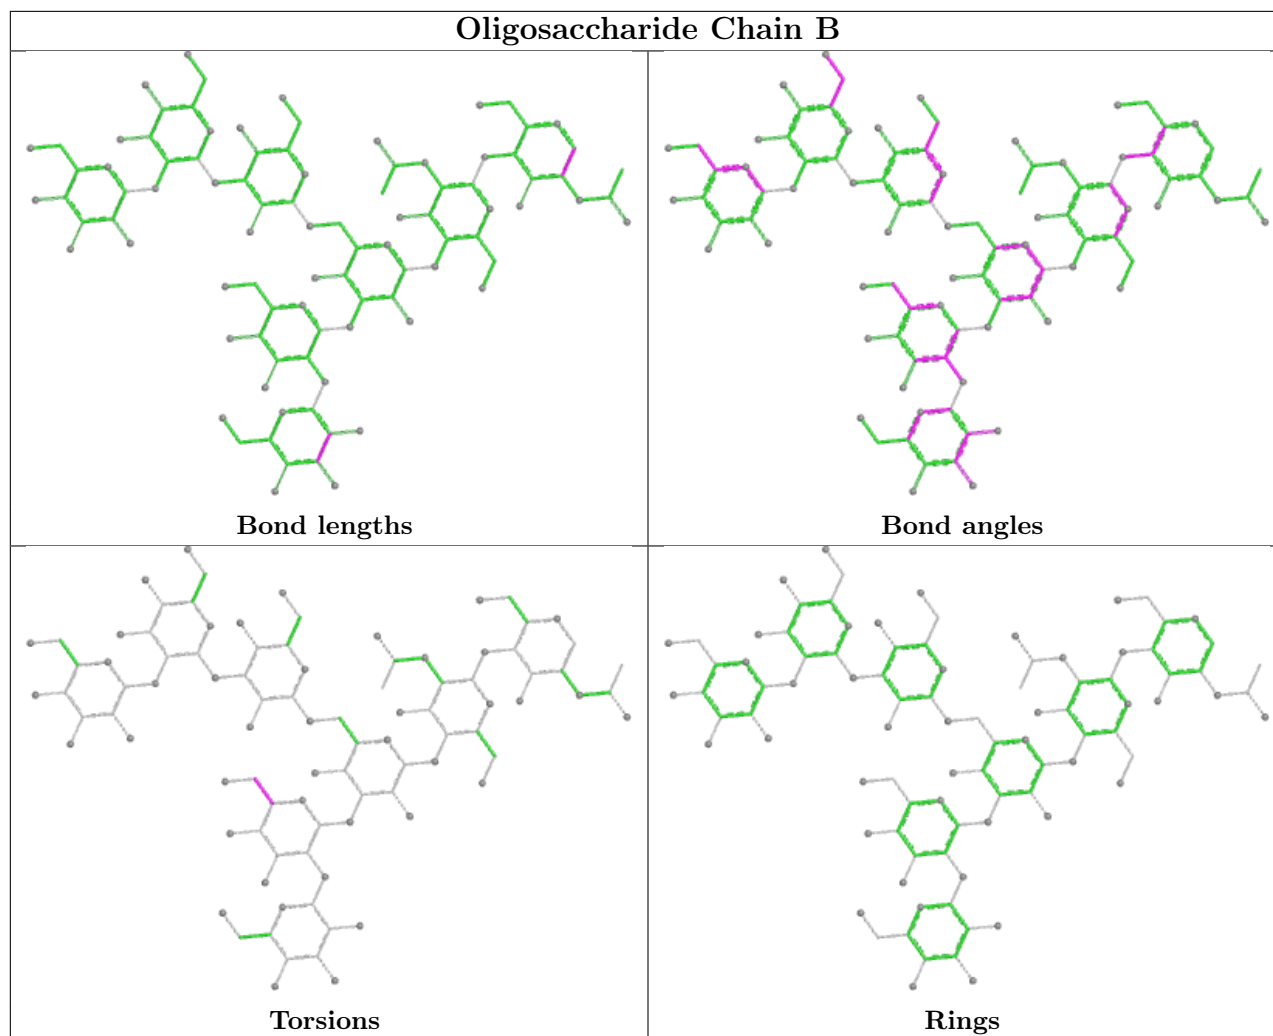 Oligosaccharide Chain B
Bond lengths
Bond angles
Torsions
Rings